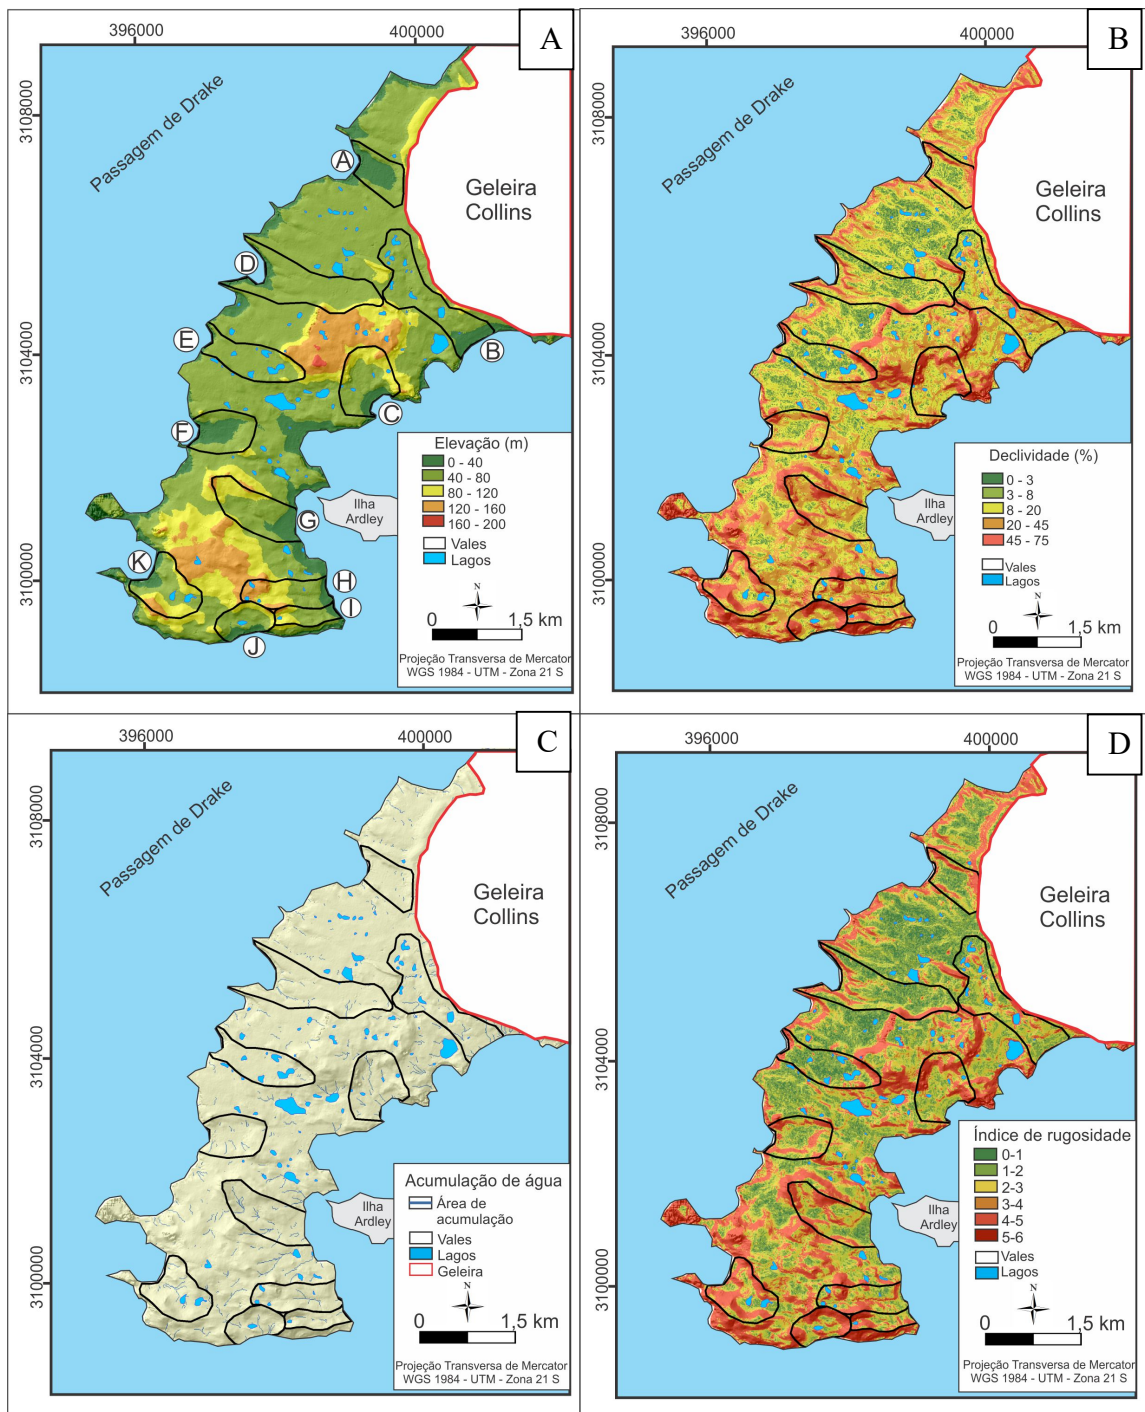 A
396000
400000
3108000
3104000
3100000
Passagem de Drake
Geleira
Collins
A
D
B
E
C
F
G
K
H
I
J
Ilha
Ardley
Elevação (m)
0 - 40
40 - 80
80 - 120
120 - 160
160 - 200
Vales
Lagos
N
0
1,5 km
Projeção Transversa de Mercator
WGS 1984 - UTM - Zona 21 S
B
396000
400000
3108000
3104000
3100000
Passagem de Drake
Geleira
Collins
Ilha
Ardley
Declividade (%)
0 - 3
3 - 8
8 - 20
20 - 45
45 - 75
Vales
Lagos
N
0
1,5 km
Projeção Transversa de Mercator
WGS 1984 - UTM - Zona 21 S
C
396000
400000
3108000
3104000
3100000
Passagem de Drake
Geleira
Collins
Ilha
Ardley
Acumulação de água
Área de
acumulação
Vales
Lagos
Geleira
N
0
1,5 km
Projeção Transversa de Mercator
WGS 1984 - UTM - Zona 21 S
D
396000
400000
3108000
3104000
3100000
Passagem de Drake
Geleira
Collins
Ilha
Ardley
Índice de rugosidade
0-1
1-2
2-3
3-4
4-5
5-6
Vales
Lagos
N
0
1,5 km
Projeção Transversa de Mercator
WGS 1984 - UTM - Zona 21 S